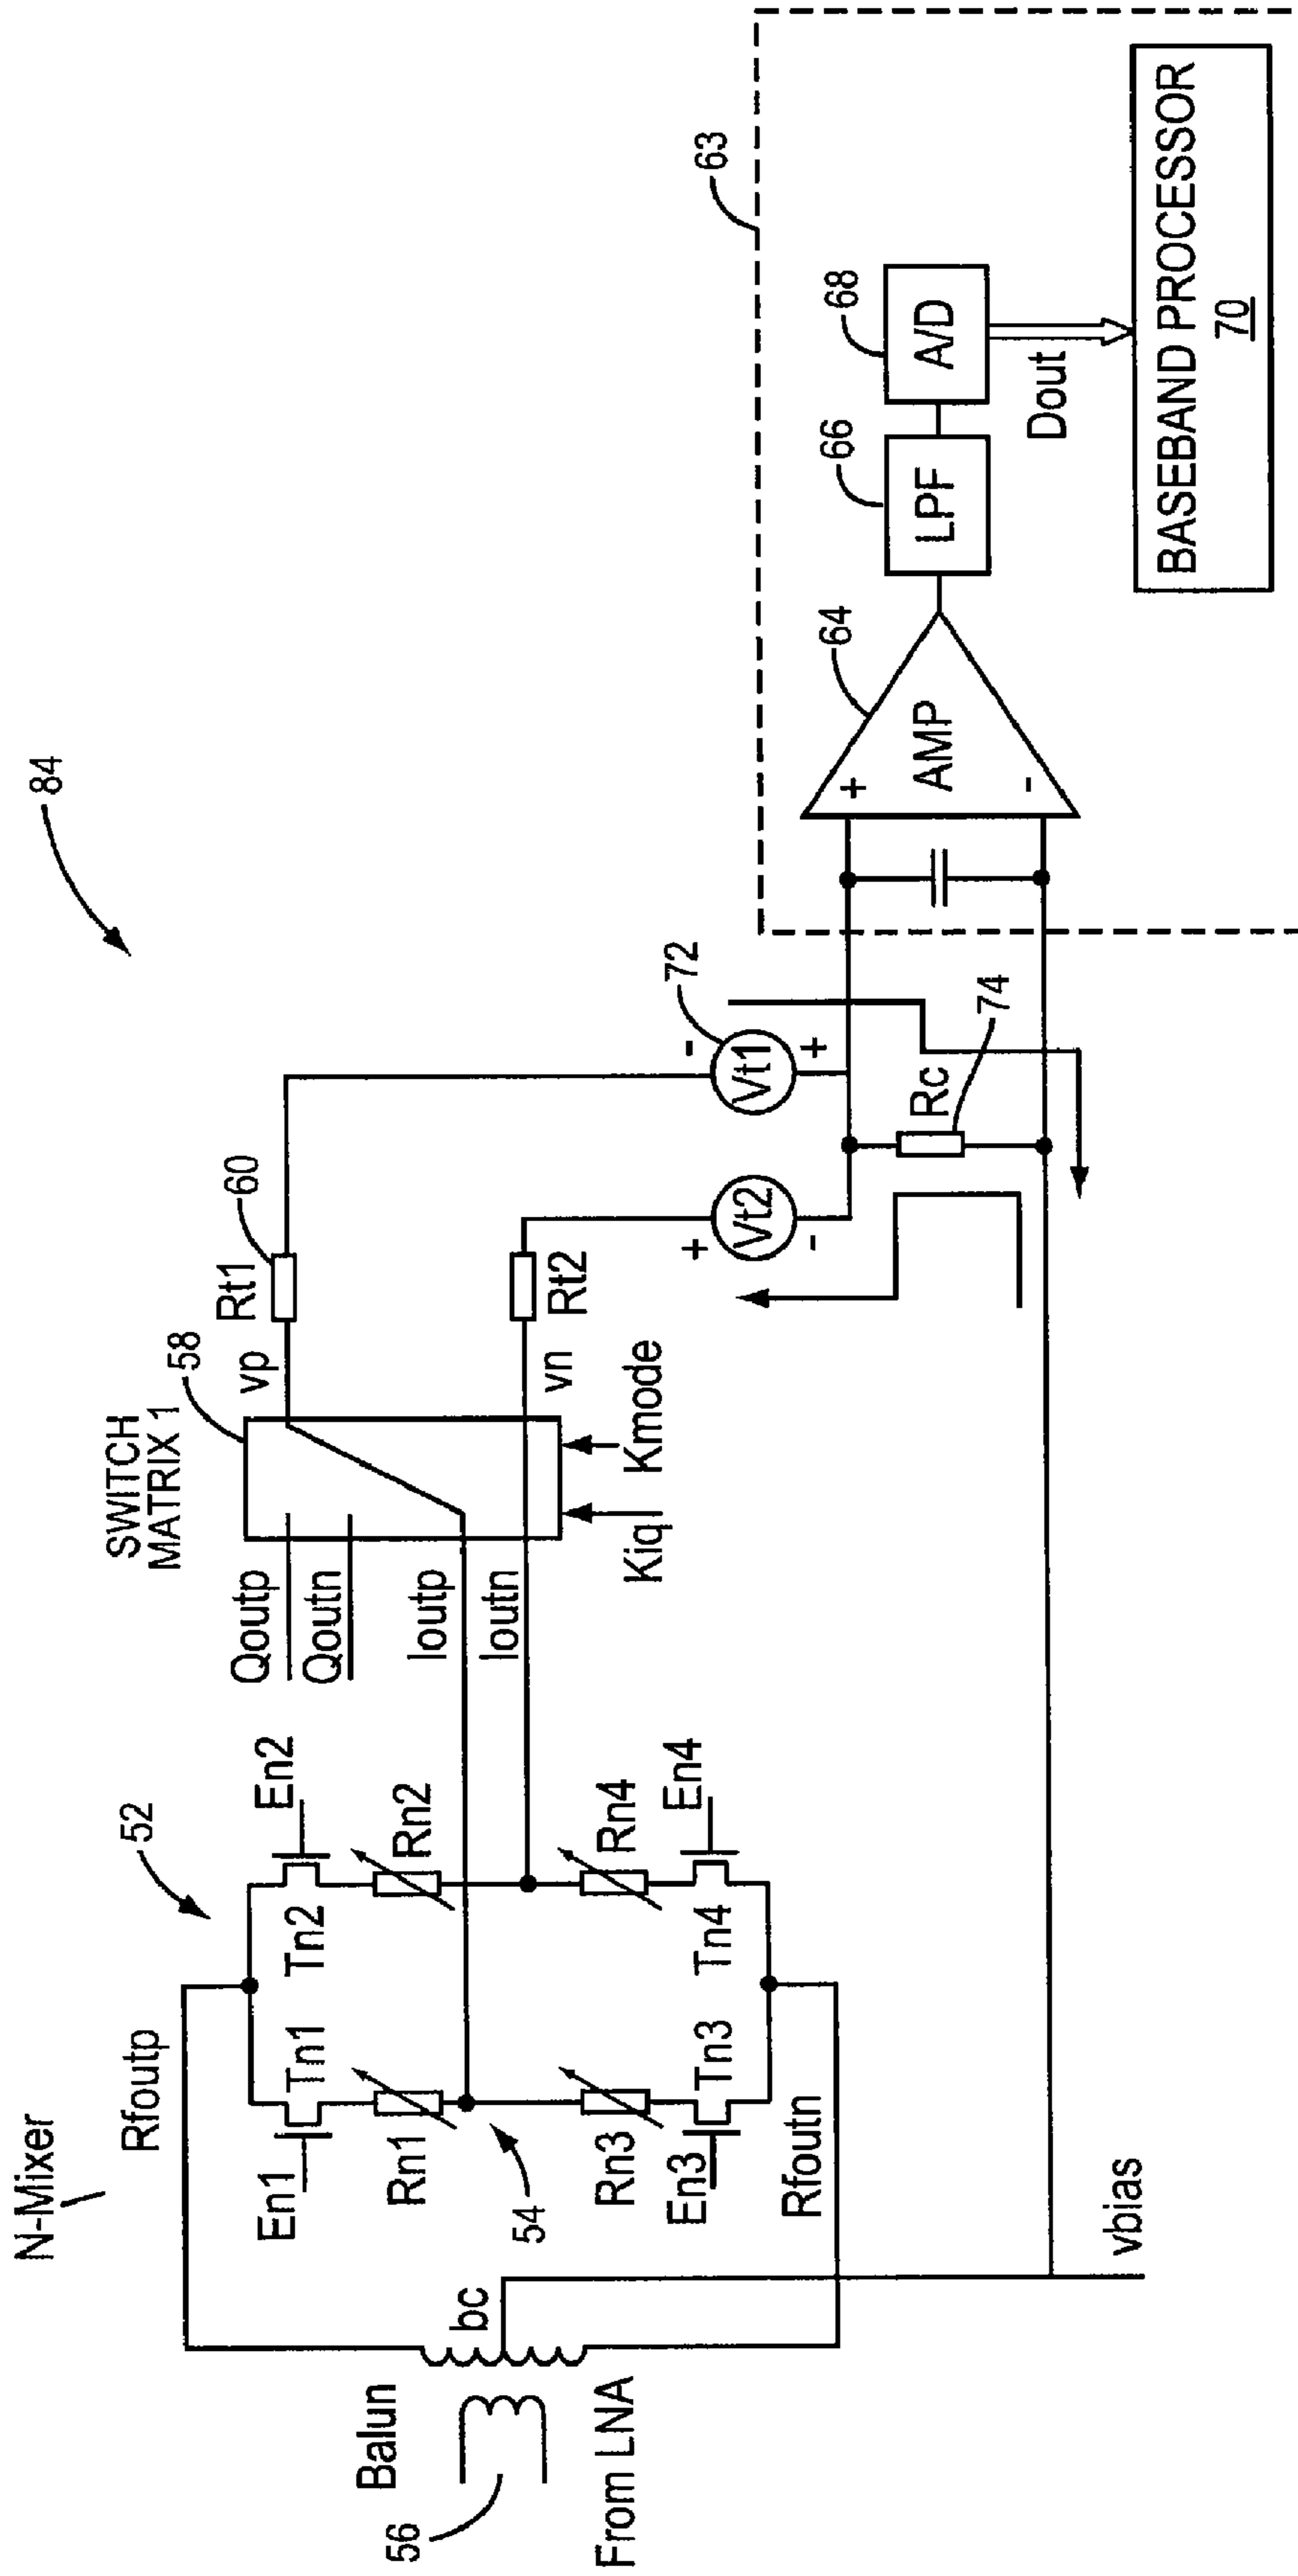 84
N-Mixer
Rfoutp
52
En1
Tn1
Tn2
En2
Rn1
Rn2
54
Rn3
Rn4
En3
Tn3
Tn4
En4
Rfoutn
Balun
bc
56
From LNA
vbias
SWITCH
MATRIX 1
58
Qoutp
Qoutn
Ioutp
Ioutn
Kiq
Kmode
vp
vn
Rt1
60
Rt2
+
Vt2
-
-
Vt1
+
72
Rc
74
63
+
AMP
-
64
LPF
66
A/D
68
Dout
BASEBAND PROCESSOR
70